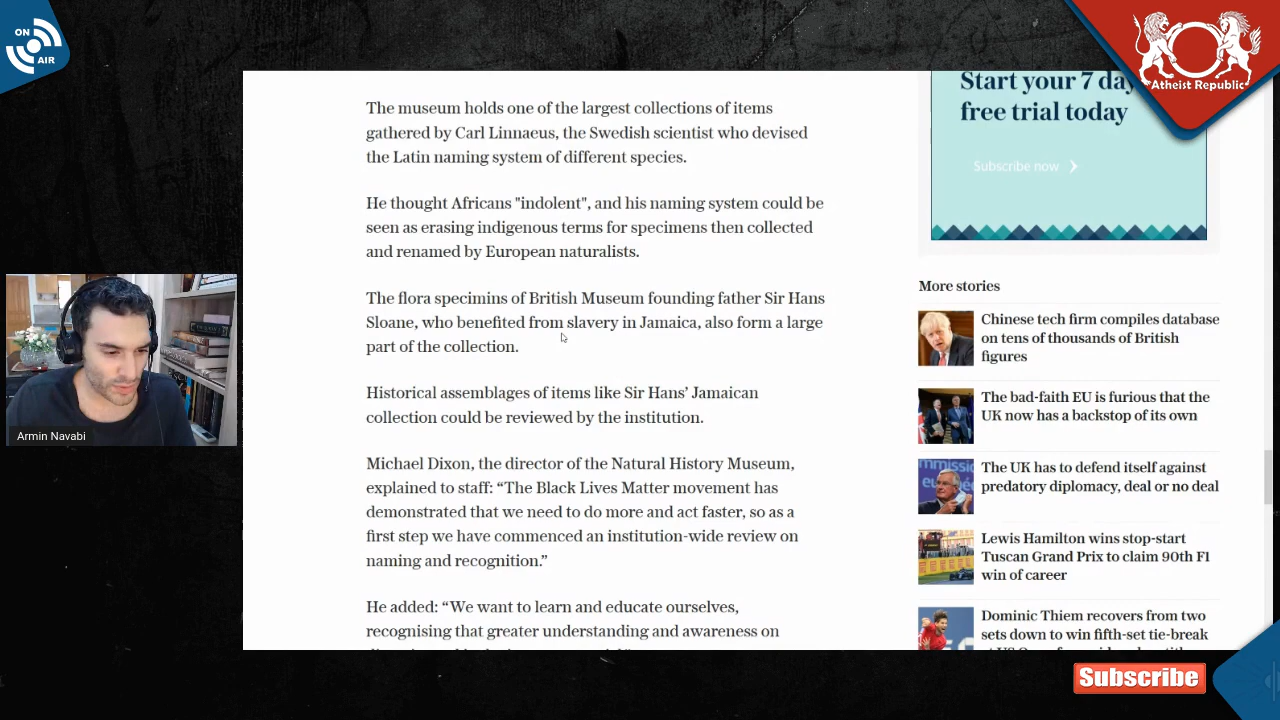 ON
AIR
Atheist Republic
The museum holds one of the largest collections of items
gathered by Carl Linnaeus, the Swedish scientist who devised
the Latin naming system of different species.
He thought Africans "indolent", and his naming system could be
seen as erasing indigenous terms for specimens then collected
and renamed by European naturalists.
The flora specimins of British Museum founding father Sir Hans
Sloane, who benefited from slavery in Jamaica, also form a large
part of the collection.
Historical assemblages of items like Sir Hans’ Jamaican
collection could be reviewed by the institution.
Michael Dixon, the director of the Natural History Museum,
explained to staff: “The Black Lives Matter movement has
demonstrated that we need to do more and act faster, so as a
first step we have commenced an institution-wide review on
naming and recognition.”
He added: “We want to learn and educate ourselves,
recognising that greater understanding and awareness on
Start your 7 day
free trial today
Subscribe now
More stories
Chinese tech firm compiles database
on tens of thousands of British
figures
The bad-faith EU is furious that the
UK now has a backstop of its own
The UK has to defend itself against
predatory diplomacy, deal or no deal
Lewis Hamilton wins stop-start
Tuscan Grand Prix to claim 90th F1
win of career
Dominic Thiem recovers from two
sets down to win fifth-set tie-break
Armin Navabi
Subscribe